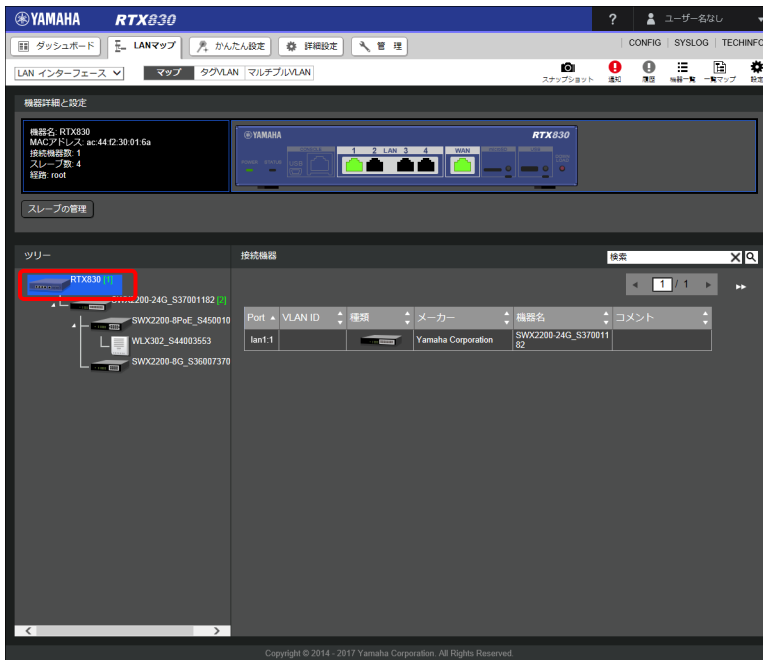 YAMAHA RTX830
? ユーザーなし
ダッシュボード LANマップ かんたん設定 詳細設定 管理
CONFIG SYSLOG TECHINFO
LAN インターフェース マップ タグVLAN マルチプルVLAN
スナップショット 通知 履歴 機器一覧 一覧マップ 設定
機器詳細と設定
機器名: RTX830
MACアドレス: ac:44:f2:30:01:6a
接続機器数: 1
スレーブ数: 4
経路: root
YAMAHA RTX830
1 2 LAN 3 4 WAN
POWER STATUS USB
スレーブの管理
ツリー
RTX830 [1]
SWX2200-24G_S37001182 [2]
SWX2200-8PoE_S450010
WLX302_S44003553
SWX2200-8G_S36007370
接続機器
検索
1 / 1
Port VLAN ID 種類 メーカー 機器名 コメント
lan1:1 Yamaha Corporation SWX2200-24G_S370011
82
Copyright © 2014 - 2017 Yamaha Corporation. All Rights Reserved.